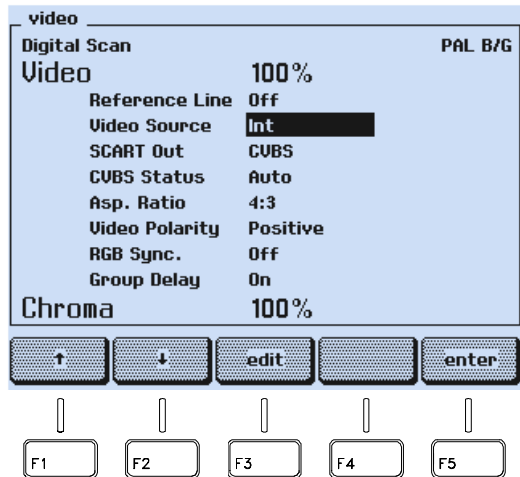 video
Digital Scan PAL B/G
Video 100%
Reference Line Off
Video Source Int
SCART Out CVBS
CVBS Status Auto
Asp. Ratio 4:3
Video Polarity Positive
RGB Sync. Off
Group Delay On
Chroma 100%
↑ ↓ edit enter
F1 F2 F3 F4 F5